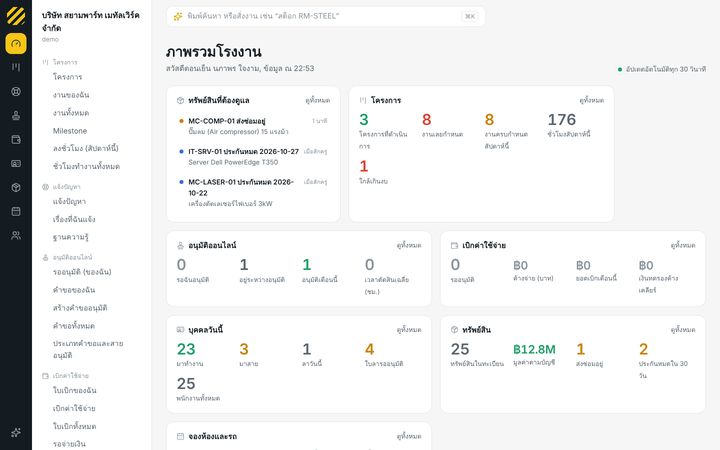 บริษัท สยามพาร์ท เมทัลเวิร์ค
จำกัด
demo
โครงการ
โครงการ
งานของฉัน
งานทั้งหมด
Milestone
ลงชั่วโมง (สัปดาห์นี้)
ชั่วโมงทำงานทั้งหมด
แจ้งปัญหา
แจ้งปัญหา
เรื่องที่ฉันแจ้ง
ฐานความรู้
อนุมัติออนไลน์
รออนุมัติ (ของฉัน)
คำขอของฉัน
สร้างคำขออนุมัติ
คำขอทั้งหมด
ประเภทคำขอและสาย
อนุมัติ
เบิกค่าใช้จ่าย
ใบเบิกของฉัน
เบิกค่าใช้จ่าย
ใบเบิกทั้งหมด
รอจ่ายเงิน
พิมพ์ค้นหา หรือสั่งงาน เช่น “สต็อก RM-STEEL”
⌘K
ภาพรวมโรงงาน
สวัสดีตอนเย็น นภาพร ใจงาม, ข้อมูล ณ 22:53
อัปเดตอัตโนมัติทุก 30 วินาที
ทรัพย์สินที่ต้องดูแล
ดูทั้งหมด
MC-COMP-01 ส่งซ่อมอยู่
1 นาที
ปั๊มลม (Air compressor) 15 แรงม้า
IT-SRV-01 ประกันหมด 2026-10-27
เมื่อสักครู่
Server Dell PowerEdge T350
MC-LASER-01 ประกันหมด 2026-
10-22
เมื่อสักครู่
เครื่องตัดเลเซอร์ไฟเบอร์ 3kW
โครงการ
ดูทั้งหมด
3
โครงการที่ดำเนิน
การ
8
งานเลยกำหนด
8
งานครบกำหนด
สัปดาห์นี้
176
ชั่วโมงสัปดาห์นี้
1
ใกล้เกินงบ
อนุมัติออนไลน์
ดูทั้งหมด
0
รอฉันอนุมัติ
1
อยู่ระหว่างอนุมัติ
1
อนุมัติเดือนนี้
0
เวลาตัดสินเฉลี่ย
(ชม.)
เบิกค่าใช้จ่าย
ดูทั้งหมด
0
รออนุมัติ
฿0
ค้างจ่าย (บาท)
฿0
ยอดเบิกเดือนนี้
฿0
เงินทดรองค้าง
เคลียร์
บุคคลวันนี้
ดูทั้งหมด
23
มาทำงาน
3
มาสาย
1
ลาวันนี้
4
ใบลารออนุมัติ
25
พนักงานทั้งหมด
ทรัพย์สิน
ดูทั้งหมด
25
ทรัพย์สินในทะเบียน
฿12.8M
มูลค่าตามบัญชี
1
ส่งซ่อมอยู่
2
ประกันหมดใน 30
วัน
จองห้องและรถ
ดูทั้งหมด